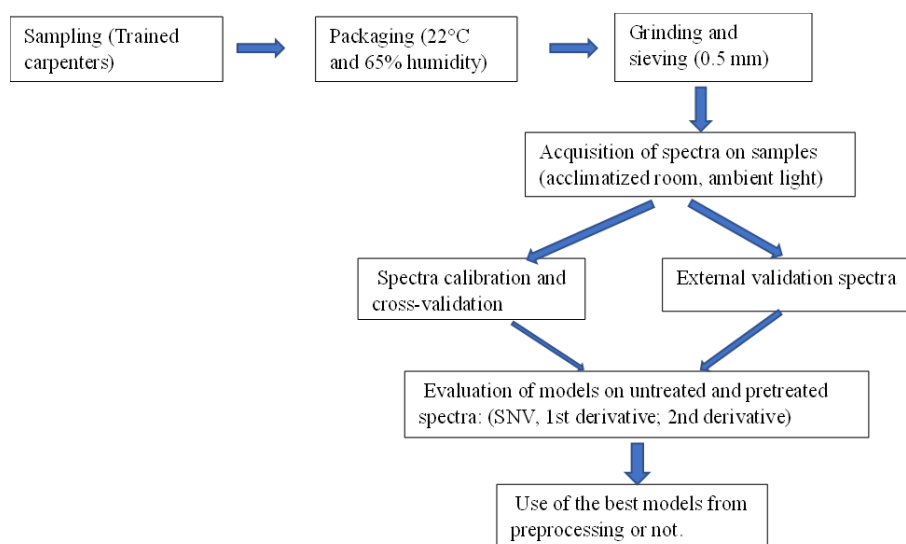 Sampling (Trained
carpenters)
Packaging (22°C
and 65% humidity)
Grinding and
sieving (0.5 mm)
Acquisition of spectra on samples
(acclimatized room, ambient light)
Spectra calibration and
cross-validation
External validation spectra
Evaluation of models on untreated and pretreated
spectra: (SNV, 1st derivative; 2nd derivative)
Use of the best models from
preprocessing or not.